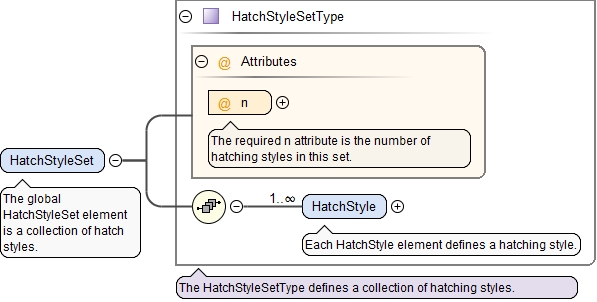 HatchStyleSetType
@ Attributes
@ n
The required n attribute is the number of
hatching styles in this set.
HatchStyleSet
The global
HatchStyleSet element
is a collection of hatch
styles.
1..∞
HatchStyle
Each HatchStyle element defines a hatching style.
The HatchStyleSetType defines a collection of hatching styles.